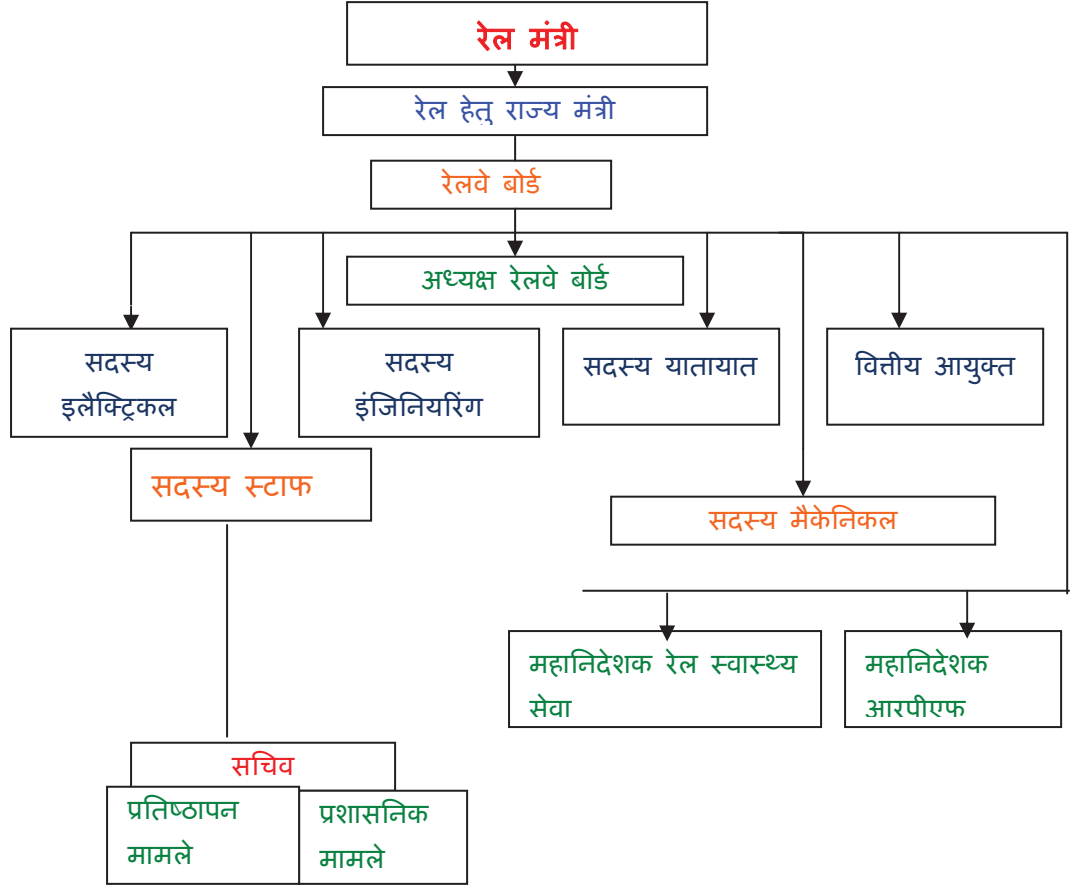 रेल मंत्री
रेल हेतु राज्य मंत्री
रेलवे बोर्ड
अध्यक्ष रेलवे बोर्ड
सदस्य
इलैक्ट्रिकल
सदस्य
इंजिनियरिंग
सदस्य यातायात
वित्तीय आयुक्त
सदस्य स्टाफ
सदस्य मैकेनिकल
महानिदेशक रेल स्वास्थ्य
सेवा
महानिदेशक
आरपीएफ
सचिव
प्रतिष्ठापन
मामले
प्रशासनिक
मामले